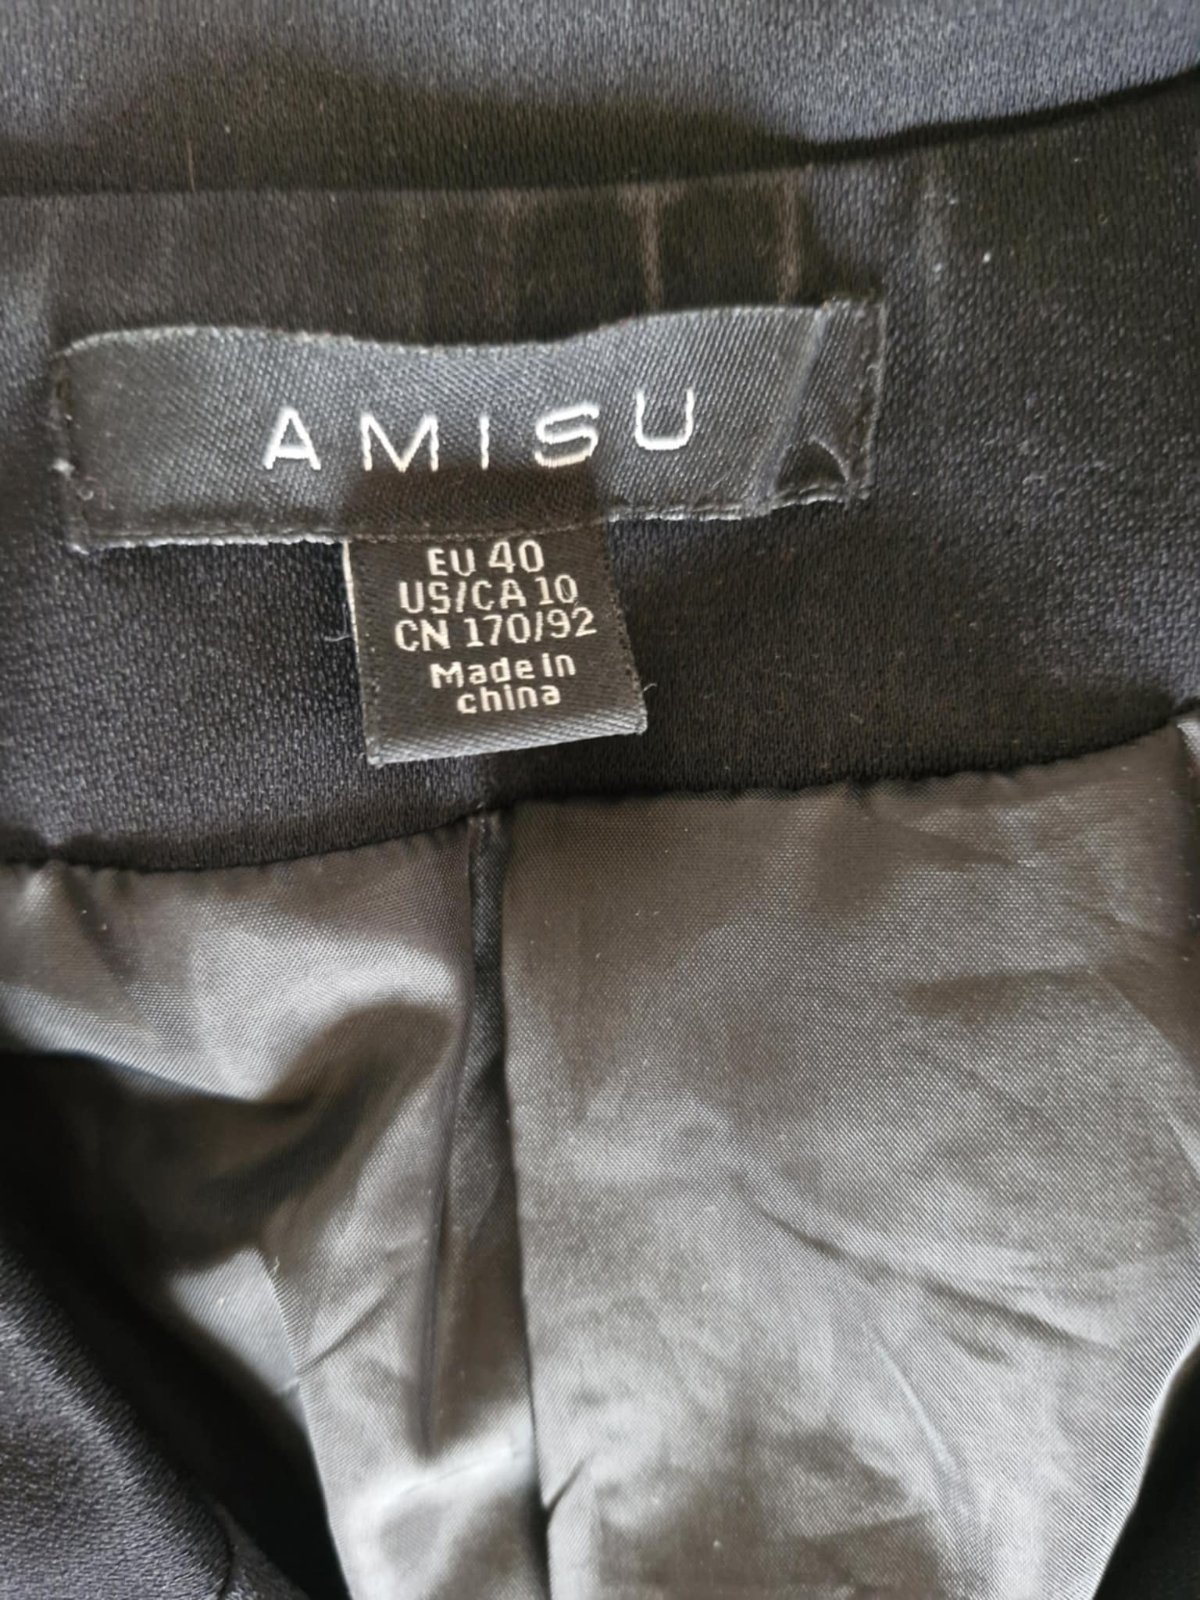 AMISU
EU 40
US/CA 10
CN 170/92
Made in
china